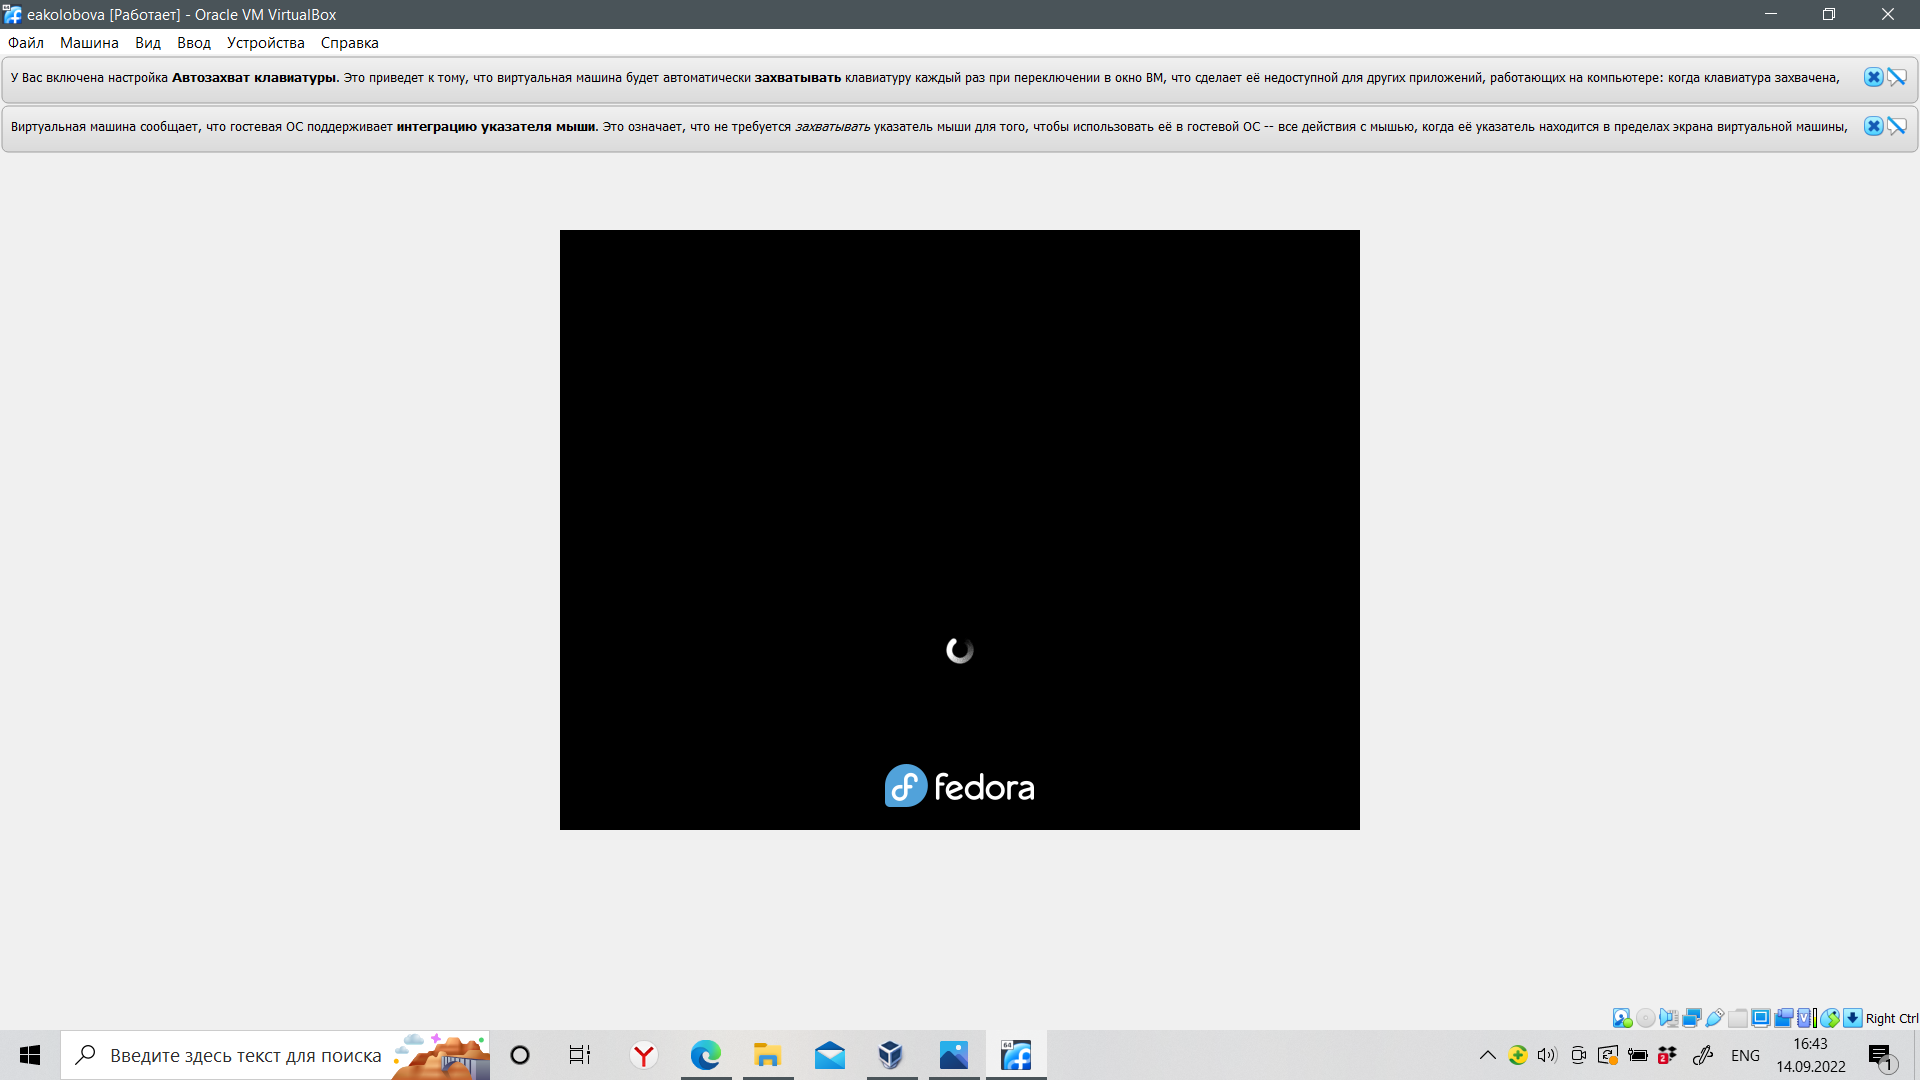 eakolobova [Работает] - Oracle VM VirtualBox
Файл Машина Вид Ввод Устройства Справка
У Вас включена настройка Автозахват клавиатуры. Это приведет к тому, что виртуальная машина будет автоматически захватывать клавиатуру каждый раз при переключении в окно ВМ, что сделает её недоступной для других приложений, работающих на компьютере: когда клавиатура захвачена,
Виртуальная машина сообщает, что гостевая ОС поддерживает интеграцию указателя мыши. Это означает, что не требуется захватывать указатель мыши для того, чтобы использовать её в гостевой ОС -- все действия с мышью, когда её указатель находится в пределах экрана виртуальной машины,
fedora
Right Ctrl
Введите здесь текст для поиска
64
2
ENG
16:43
14.09.2022
1